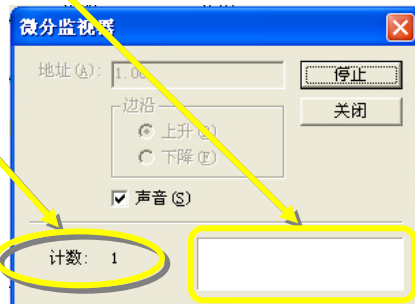 微分监视器
地址(A): 1.00
停止
边沿
关闭
上升(R)
下降(F)
声音(S)
计数: 1